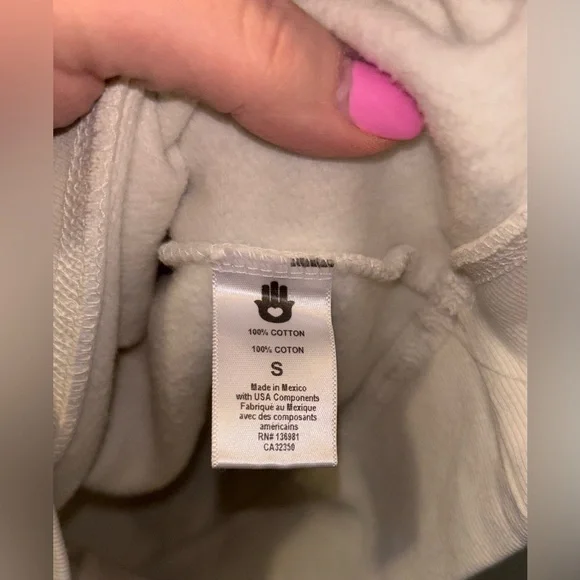 100% COTTON
100% COTON
S
Made in Mexico
with USA Components
Fabriqué au Mexique
avec des composants
américains
RN# 136981
CA32350